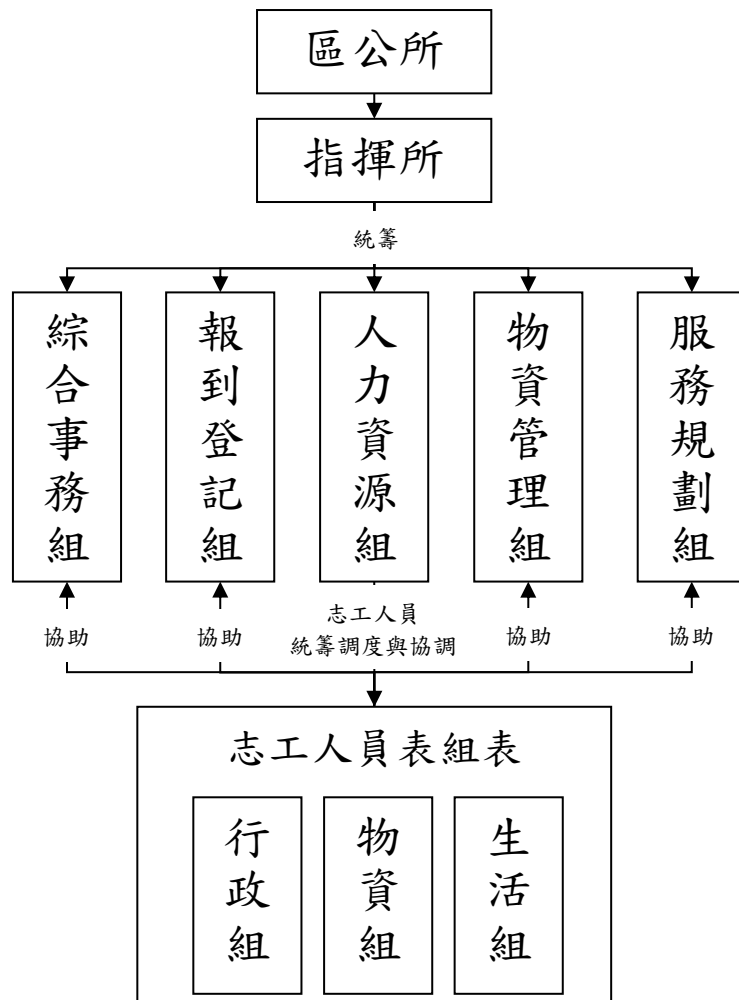 區公所
指揮所
統籌
綜合事務組
報到登記組
人力資源組
物資管理組
服務規劃組
協助
協助
志工人員
統籌調度與協調
協助
協助
志工人員表組表
行政組
物資組
生活組